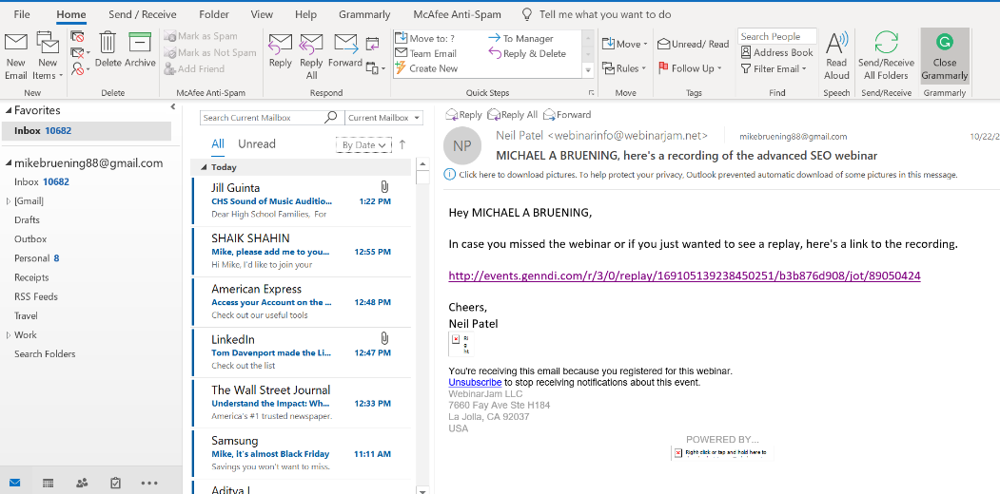 File Home Send / Receive Folder View Help Grammarly McAfee Anti-Spam Tell me what you want to do
New Email
New Items
New
Delete
Archive
Delete
Mark as Spam
Mark as Not Spam
Add Friend
McAfee Anti-Spam
Reply
Reply All
Forward
Respond
Move to: ?
Team Email
Create New
To Manager
Reply & Delete
Quick Steps
Move
Rules
Move
Unread/ Read
Follow Up
Tags
Search People
Address Book
Filter Email
Find
Read Aloud
Speech
Send/Receive All Folders
Send/Receive
G
Close Grammarly
Grammarly
Favorites
Inbox 10682
mikebruening88@gmail.com
Inbox 10682
[Gmail]
Drafts
Outbox
Personal 8
Receipts
RSS Feeds
Travel
Work
Search Folders
Search Current Mailbox
Current Mailbox
All Unread
By Date
Today
Jill Guinta
CHS Sound of Music Auditio... 1:22 PM
Dear High School Families, For
SHAIK SHAHIN
Mike, please add me to you... 12:55 PM
Hi Mike, I'd like to join your
American Express
Access your Account on the ... 12:48 PM
Check out our useful tools
LinkedIn
Tom Davenport made the Li... 12:47 PM
Check out the list
The Wall Street Journal
Understand the impact: Wh... 12:33 PM
America's #1 trusted newspaper.
Samsung
Mike, it's almost Black Friday 11:11 AM
Savings you won't want to miss.
Aditya I
Reply Reply All Forward
NP
Neil Patel <webinarinfo@webinarjam.net> mikebruening88@gmail.com 10/22/2
MICHAEL A BRUENING, here's a recording of the advanced SEO webinar
Click here to download pictures. To help protect your privacy, Outlook prevented automatic download of some pictures in this message.
Hey MICHAEL A BRUENING,
In case you missed the webinar or if you just wanted to see a replay, here's a link to the recording.
http://events.genndi.com/r/3/0/replay/169105139238450251/b3b876d908/jot/89050424
Cheers,
Neil Patel
Ri
g
ht
You're receiving this email because you registered for this webinar.
Unsubscribe to stop receiving notifications about this event.
WebinarJam LLC
7660 Fay Ave Ste H184
La Jolla, CA 92037
USA
POWERED BY...
Right-click or tap and hold here to